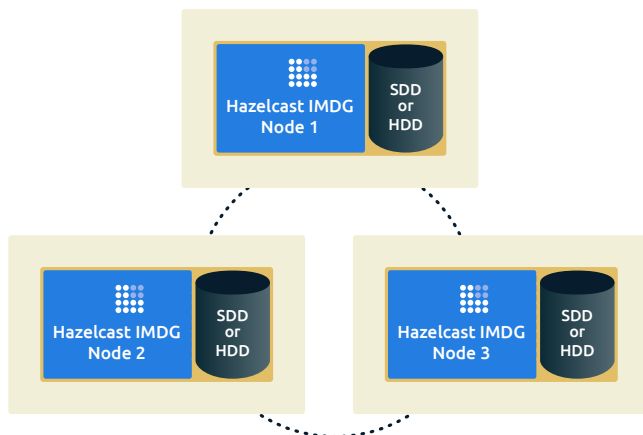 Hazelcast IMDG
Node 1
SDD
or
HDD
Hazelcast IMDG
Node 2
SDD
or
HDD
Hazelcast IMDG
Node 3
SDD
or
HDD